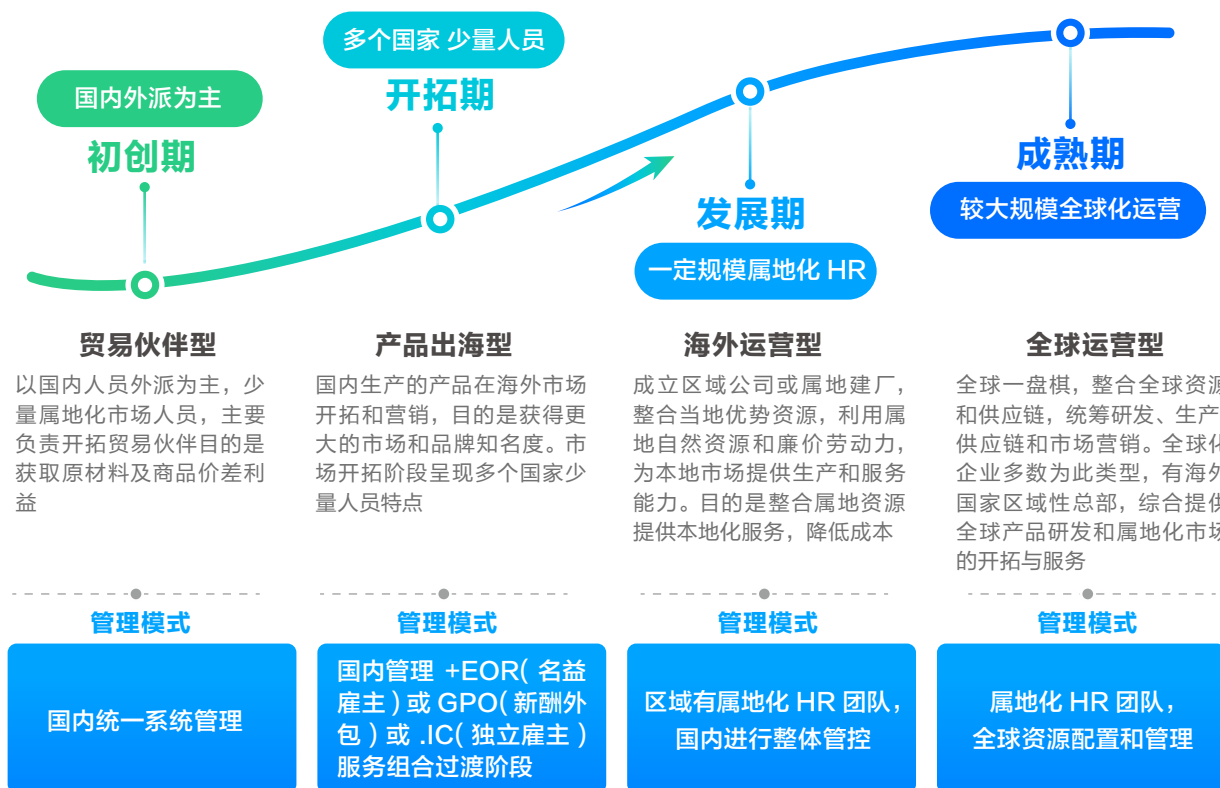 国内外派为主
初创期
多个国家 少量人员
开拓期
发展期
一定规模属地化 HR
成熟期
较大规模全球化运营
贸易伙伴型
以国内人员外派为主，少
量属地化市场人员，主要
负责开拓贸易伙伴目的是
获取原材料及商品价差利
益
产品出海型
国内生产的产品在海外市场
开拓和营销，目的是获得更
大的市场和品牌知名度。市
场开拓阶段呈现多个国家少
量人员特点
海外运营型
成立区域公司或属地建厂，
整合当地优势资源，利用属
地自然资源和廉价劳动力，
为本地市场提供生产和服务
能力。目的是整合属地资源
提供本地化服务，降低成本
全球运营型
全球一盘棋，整合全球资源
和供应链，统筹研发、生产
供应链和市场营销。全球化
企业多数为此类型，有海外
国家区域性总部，综合提供
全球产品研发和属地化市场
的开拓与服务
管理模式
国内统一系统管理
管理模式
国内管理 +EOR( 名益
雇主 ) 或 GPO( 新酬外
包 ) 或 .IC( 独立雇主 )
服务组合过渡阶段
管理模式
区域有属地化 HR 团队，
国内进行整体管控
管理模式
属地化 HR 团队，
全球资源配置和管理